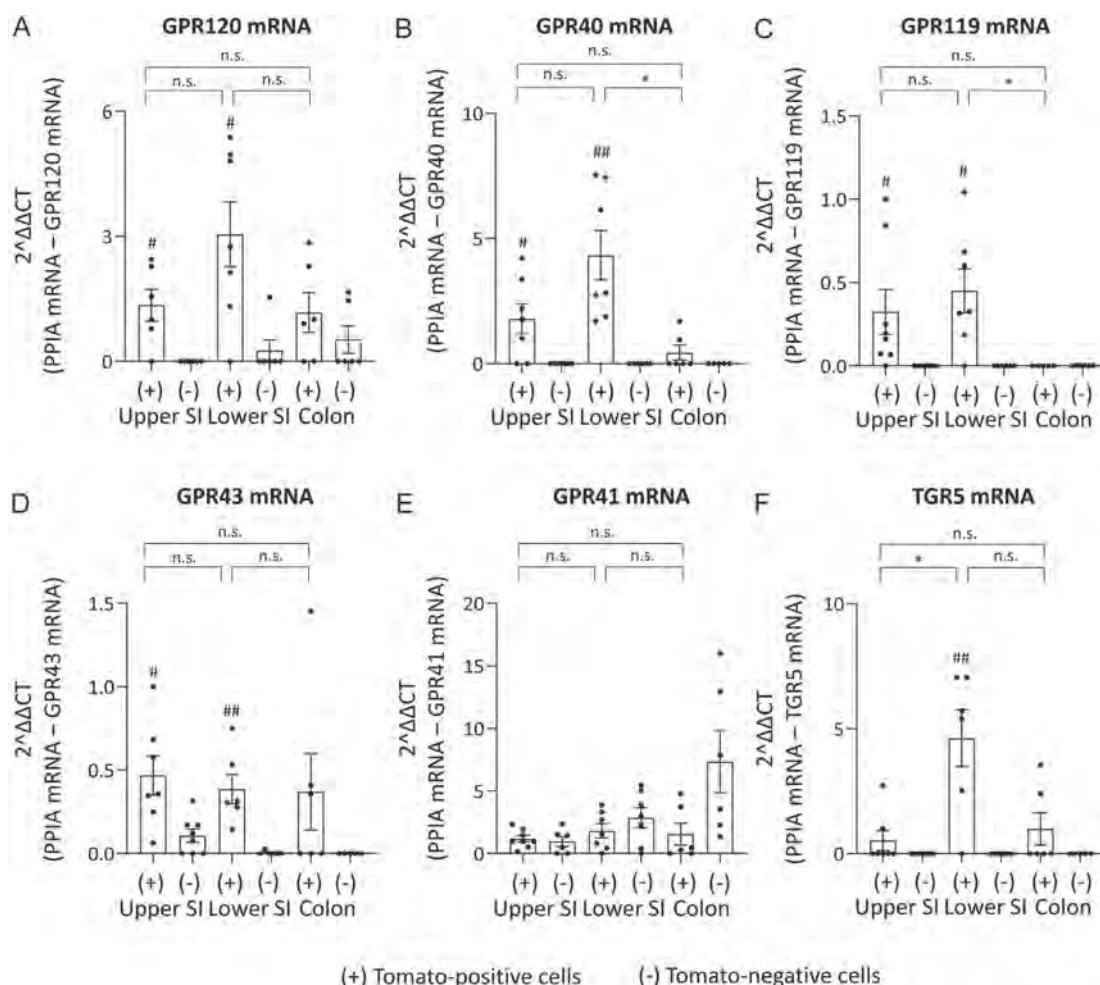 A
GPR120 mRNA
n.s.
n.s.
n.s.
2^ΔΔCT
(PPIA mRNA – GPR120 mRNA)
6
3
0
#
#
(+) (-) (+) (-) (+) (-)
Upper SI Lower SI Colon
B
GPR40 mRNA
n.s.
n.s.
*
2^ΔΔCT
(PPIA mRNA – GPR40 mRNA)
10
5
0
#
##
(+) (-) (+) (-) (+) (-)
Upper SI Lower SI Colon
C
GPR119 mRNA
n.s.
n.s.
*
2^ΔΔCT
(PPIA mRNA – GPR119 mRNA)
1.5
1.0
0.5
0.0
#
#
(+) (-) (+) (-) (+) (-)
Upper SI Lower SI Colon
D
GPR43 mRNA
n.s.
n.s.
n.s.
2^ΔΔCT
(PPIA mRNA – GPR43 mRNA)
1.5
1.0
0.5
0.0
#
##
(+) (-) (+) (-) (+) (-)
Upper SI Lower SI Colon
E
GPR41 mRNA
n.s.
n.s.
n.s.
2^ΔΔCT
(PPIA mRNA – GPR41 mRNA)
20
15
10
5
0
(+) (-) (+) (-) (+) (-)
Upper SI Lower SI Colon
F
TGR5 mRNA
n.s.
*
n.s.
2^ΔΔCT
(PPIA mRNA – TGR5 mRNA)
10
5
0
##
(+) (-) (+) (-) (+) (-)
Upper SI Lower SI Colon
(+) Tomato-positive cells (-) Tomato-negative cells